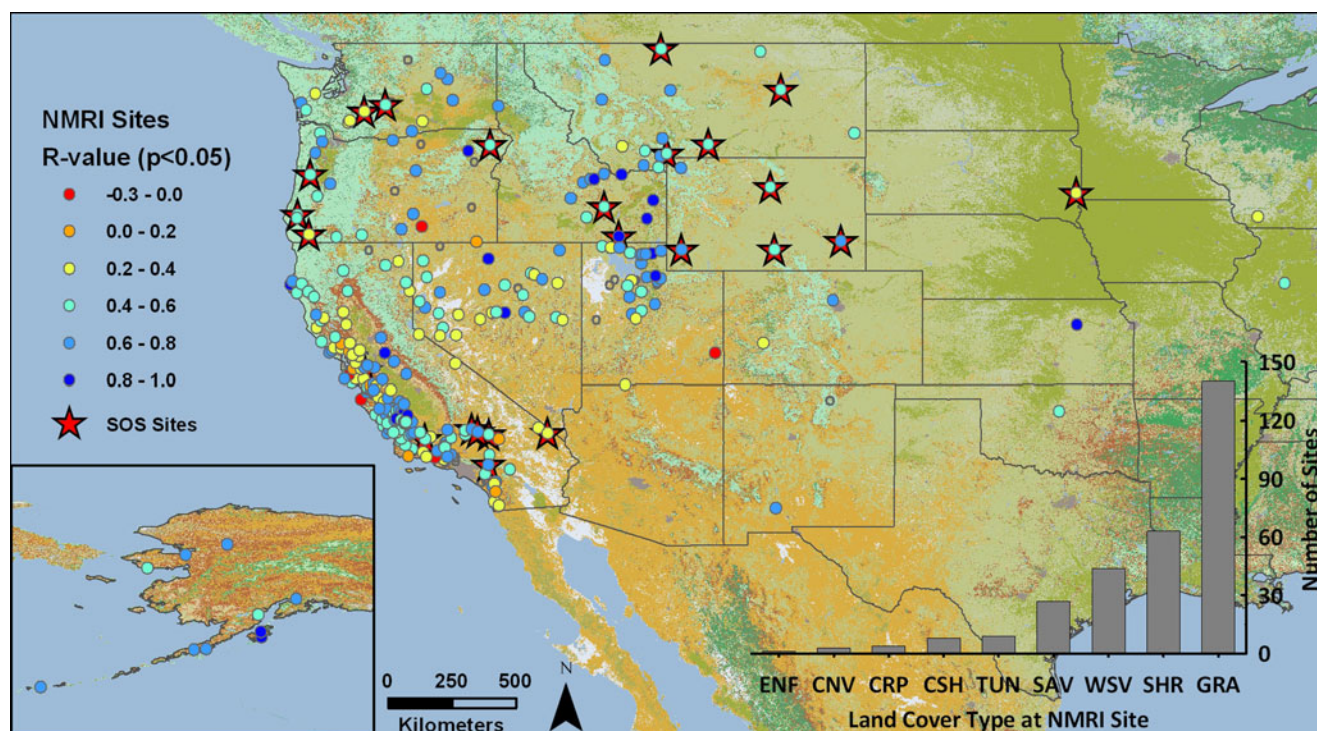 NMRI Sites
R-value (p<0.05)
-0.3 - 0.0
0.0 - 0.2
0.2 - 0.4
0.4 - 0.6
0.6 - 0.8
0.8 - 1.0
SOS Sites
N
0 250 500
Kilometers
150
120
90
60
30
0
Number of Sites
ENF CNV CRP CSH TUN SAV WSV SHR GRA
Land Cover Type at NMRI Site